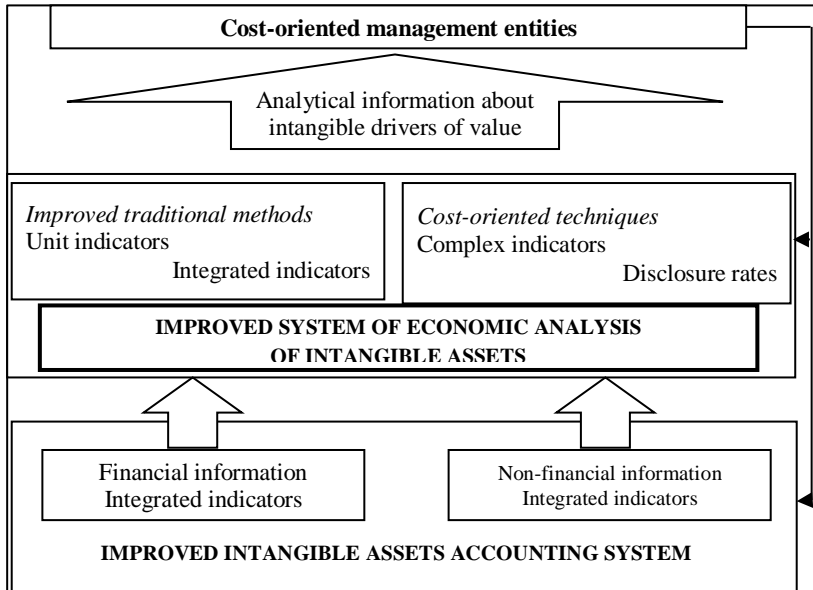 Cost-oriented management entities
Analytical information about
intangible drivers of value
Improved traditional methods
Unit indicators
Integrated indicators
Cost-oriented techniques
Complex indicators
Disclosure rates
IMPROVED SYSTEM OF ECONOMIC ANALYSIS
OF INTANGIBLE ASSETS
Financial information
Integrated indicators
Non-financial information
Integrated indicators
IMPROVED INTANGIBLE ASSETS ACCOUNTING SYSTEM